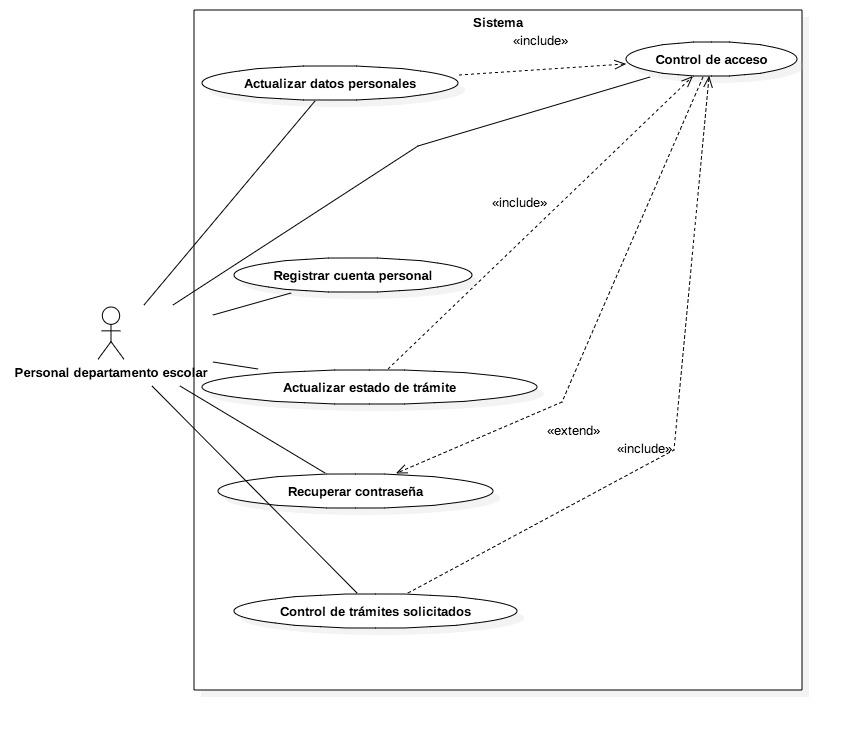 Sistema
«include»
Control de acceso
Actualizar datos personales
«include»
Registrar cuenta personal
Personal departamento escolar
Actualizar estado de trámite
«extend»
«include»
Recuperar contraseña
Control de trámites solicitados